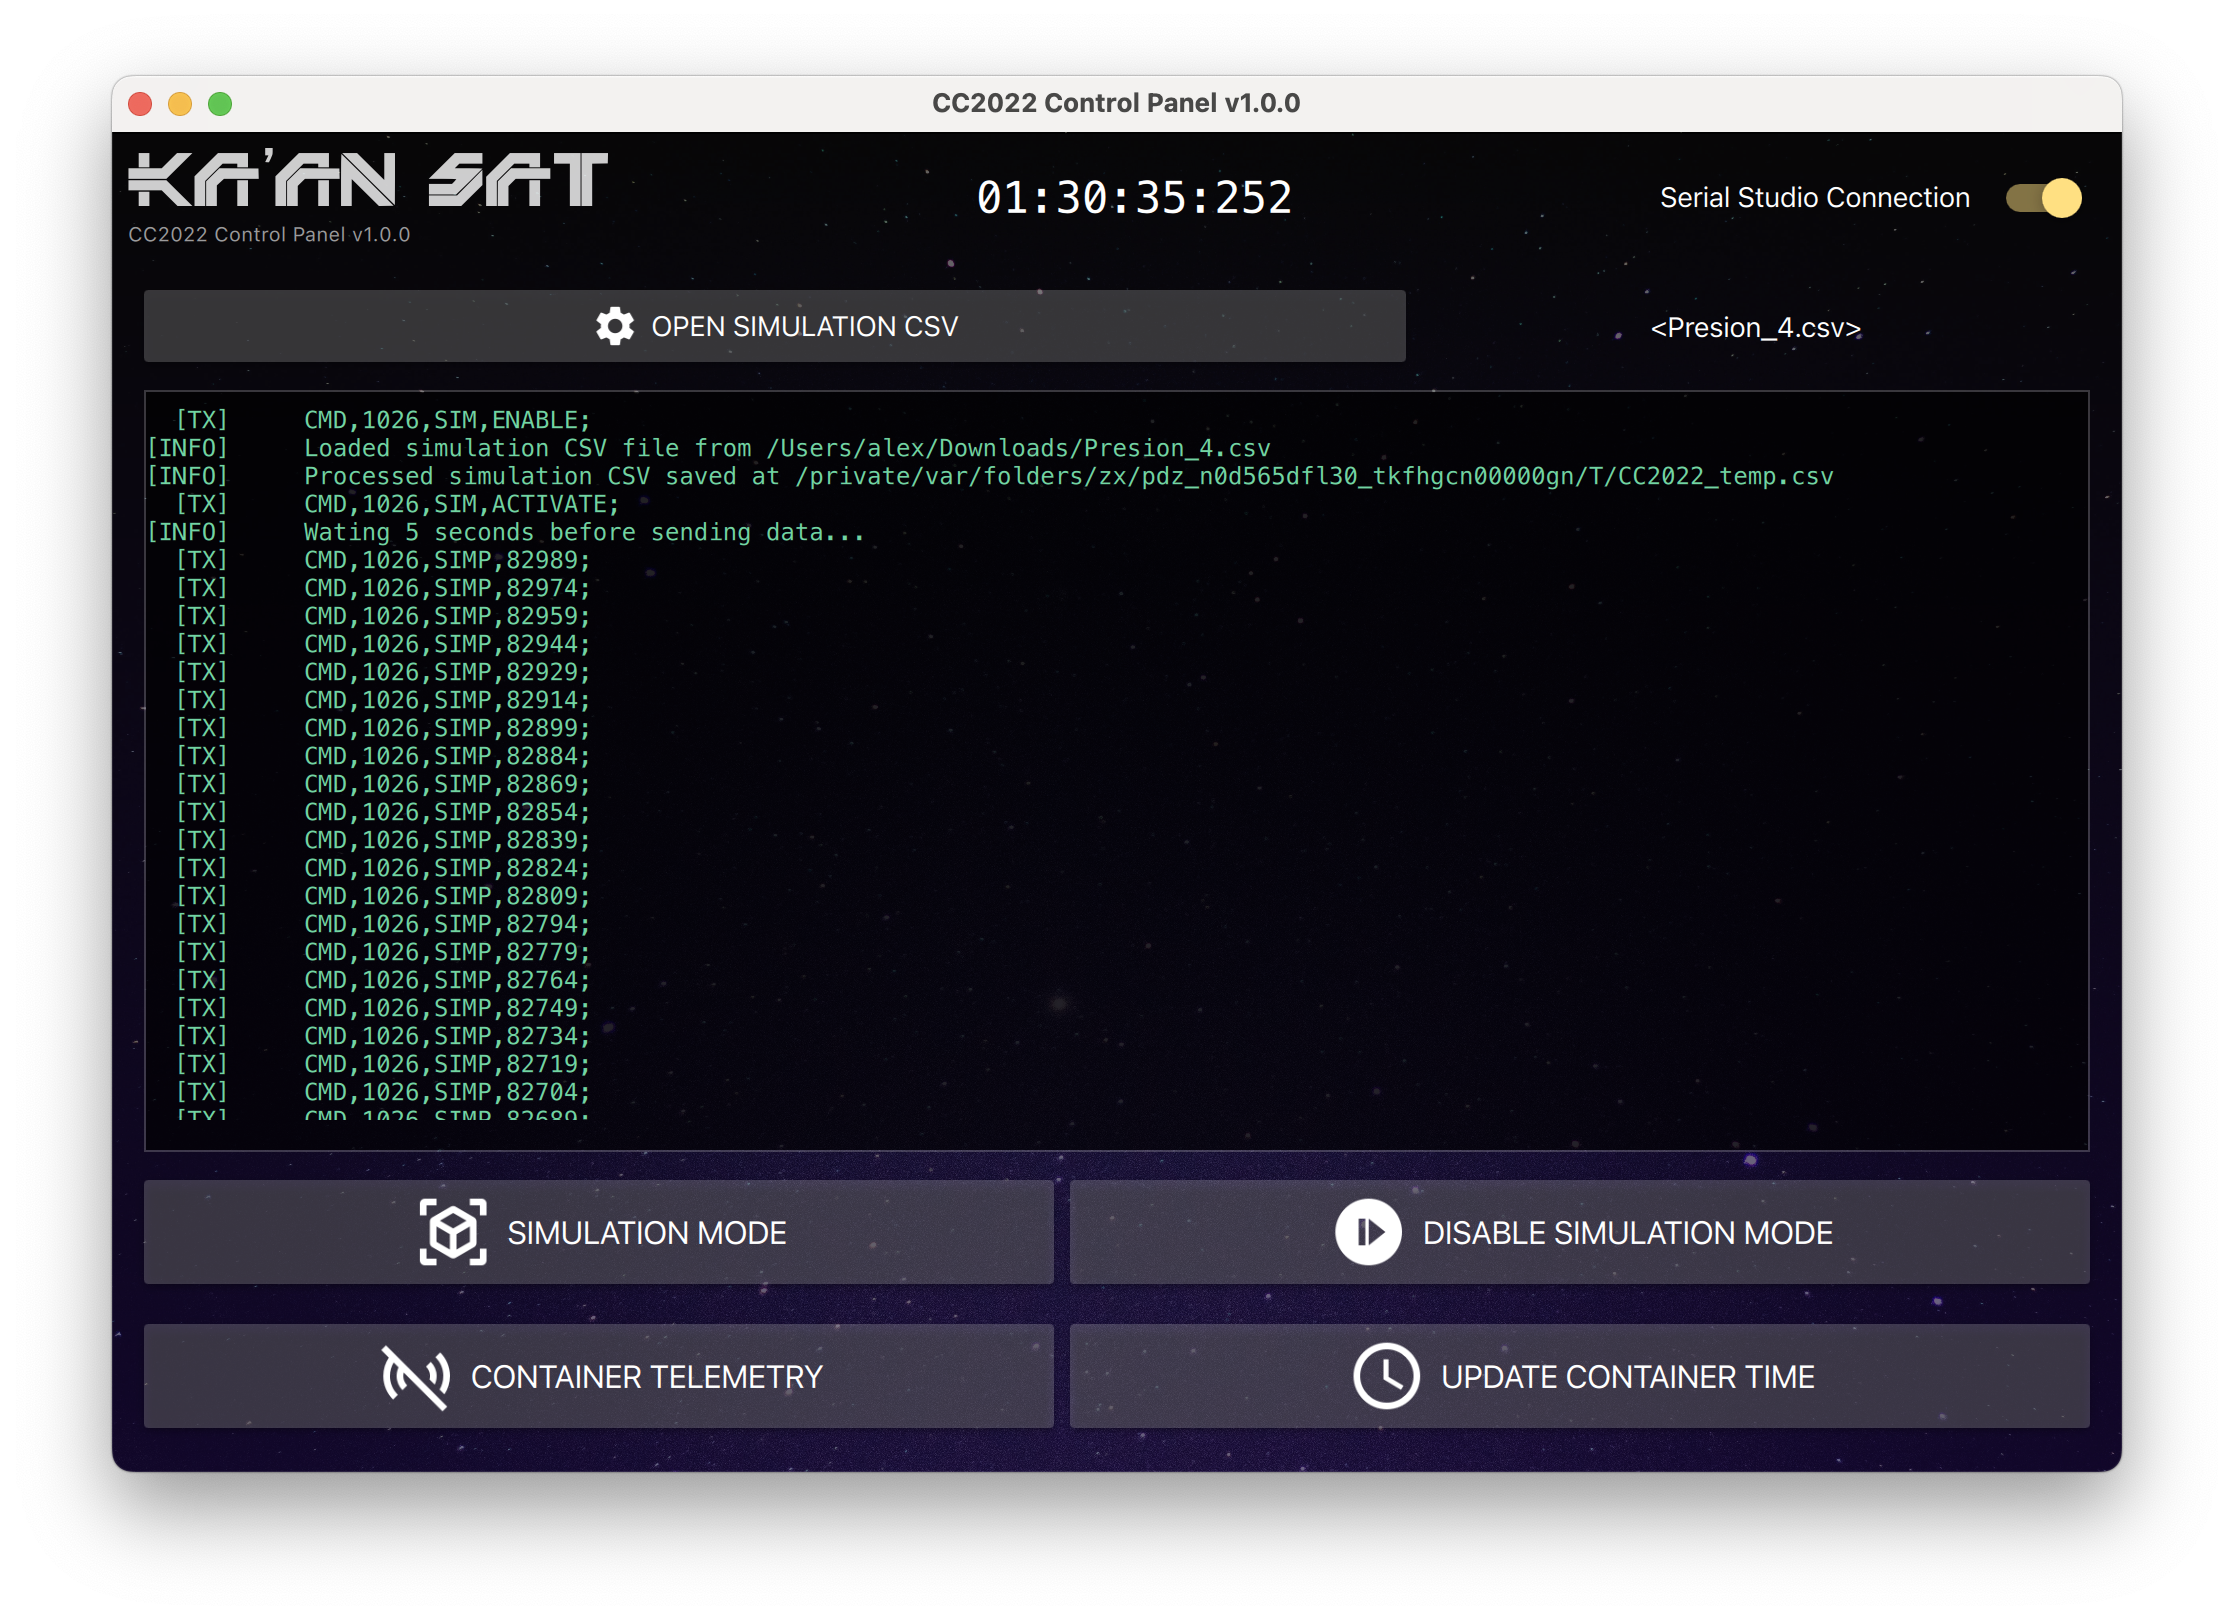 CC2022 Control Panel v1.0.0
KA'AN SAT
CC2022 Control Panel v1.0.0
01:30:35:252
Serial Studio Connection
OPEN SIMULATION CSV
<Presion_4.csv>
[TX] CMD,1026,SIM,ENABLE;
[INFO] Loaded simulation CSV file from /Users/alex/Downloads/Presion_4.csv
[INFO] Processed simulation CSV saved at /private/var/folders/zx/pdz_n0d565dfl30_tkfhgcn00000gn/T/CC2022_temp.csv
[TX] CMD,1026,SIM,ACTIVATE;
[INFO] Wating 5 seconds before sending data...
[TX] CMD,1026,SIMP,82989;
[TX] CMD,1026,SIMP,82974;
[TX] CMD,1026,SIMP,82959;
[TX] CMD,1026,SIMP,82944;
[TX] CMD,1026,SIMP,82929;
[TX] CMD,1026,SIMP,82914;
[TX] CMD,1026,SIMP,82899;
[TX] CMD,1026,SIMP,82884;
[TX] CMD,1026,SIMP,82869;
[TX] CMD,1026,SIMP,82854;
[TX] CMD,1026,SIMP,82839;
[TX] CMD,1026,SIMP,82824;
[TX] CMD,1026,SIMP,82809;
[TX] CMD,1026,SIMP,82794;
[TX] CMD,1026,SIMP,82779;
[TX] CMD,1026,SIMP,82764;
[TX] CMD,1026,SIMP,82749;
[TX] CMD,1026,SIMP,82734;
[TX] CMD,1026,SIMP,82719;
[TX] CMD,1026,SIMP,82704;
[TX] CMD,1026,SIMP,82689;
SIMULATION MODE
DISABLE SIMULATION MODE
CONTAINER TELEMETRY
UPDATE CONTAINER TIME